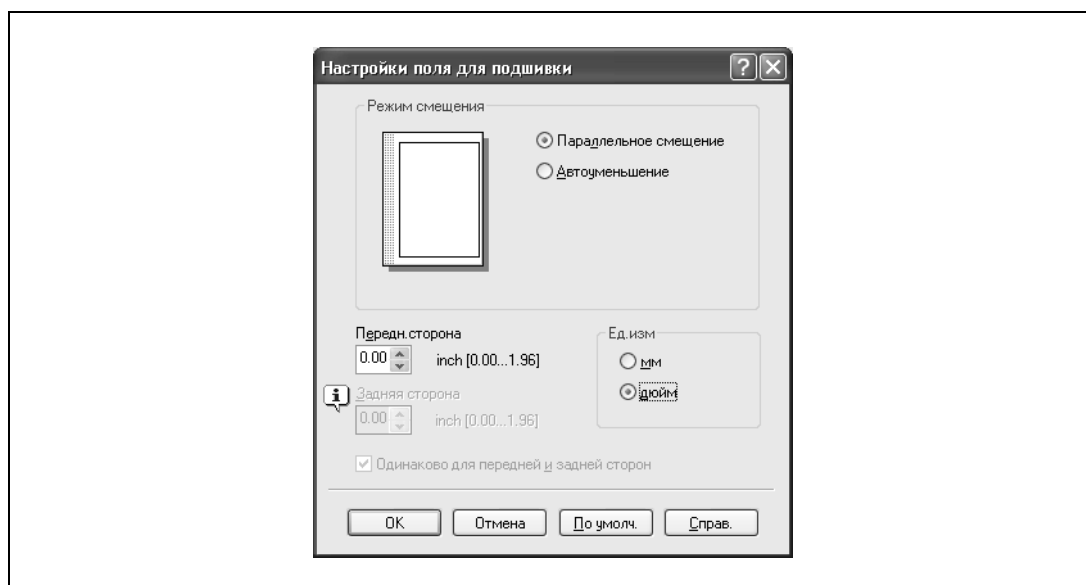 Настройки поля для подшивки
Режим смещения
Параллельное смещение
Автоуменьшение
Передн.сторона
0.00 inch [0.00...1.96]
Задняя сторона
0.00 inch [0.00...1.96]
Ед.изм
мм
дюйм
Одинаково для передней и задней сторон
OK Отмена По умолч. Справ.